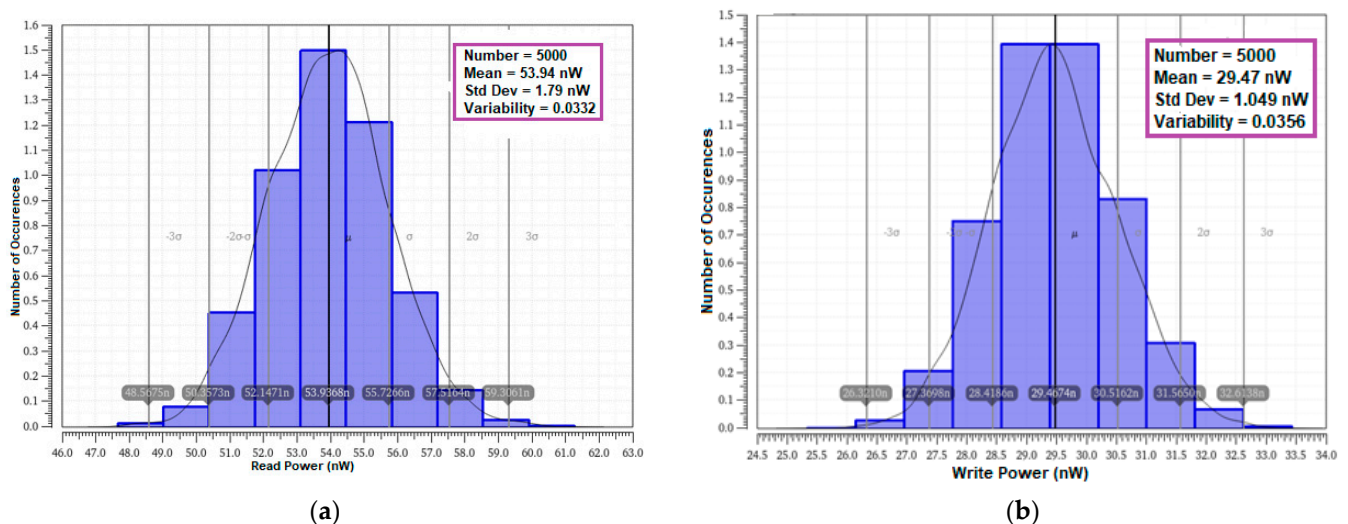 Number of Occurences
1.6
1.5
1.4
1.3
1.2
1.1
1.0
0.9
0.8
0.7
0.6
0.5
0.4
0.3
0.2
0.1
0.0
Number = 5000
Mean = 53.94 nW
Std Dev = 1.79 nW
Variability = 0.0332
-3σ -2σ -σ μ σ 2σ 3σ
48.5675n 50.3573n 52.1471n 53.9368n 55.7266n 57.5164n 59.3061n
46.0 47.0 48.0 49.0 50.0 51.0 52.0 53.0 54.0 55.0 56.0 57.0 58.0 59.0 60.0 61.0 62.0 63.0
Read Power (nW)
(a)
Number of Occurences
1.5
1.4
1.3
1.2
1.1
1.0
0.9
0.8
0.7
0.6
0.5
0.4
0.3
0.2
0.1
0.0
Number = 5000
Mean = 29.47 nW
Std Dev = 1.049 nW
Variability = 0.0356
-3σ -2σ -σ μ σ 2σ 3σ
26.3210n 27.3698n 28.4186n 29.4674n 30.5162n 31.5650n 32.6138n
24.5 25.0 25.5 26.0 26.5 27.0 27.5 28.0 28.5 29.0 29.5 30.0 30.5 31.0 31.5 32.0 32.5 33.0 33.5 34.0
Write Power (nW)
(b)